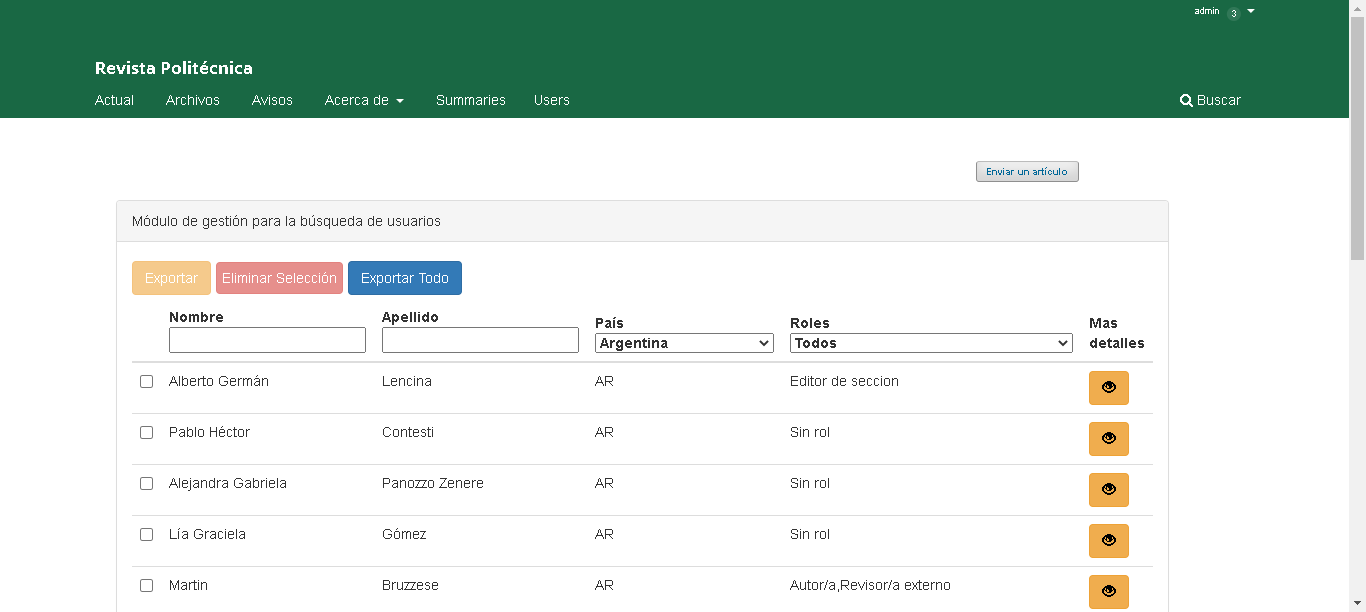 admin 3
Revista Politécnica
Actual Archivos Avisos Acerca de Summaries Users Buscar
Enviar un artículo
Módulo de gestión para la búsqueda de usuarios
Exportar Eliminar Selección Exportar Todo
Nombre Apellido País Roles Mas detalles
Argentina Todos
Alberto Germán Lencina AR Editor de seccion
Pablo Héctor Contesti AR Sin rol
Alejandra Gabriela Panozzo Zenere AR Sin rol
Lía Graciela Gómez AR Sin rol
Martin Bruzzese AR Autor/a,Revisor/a externo